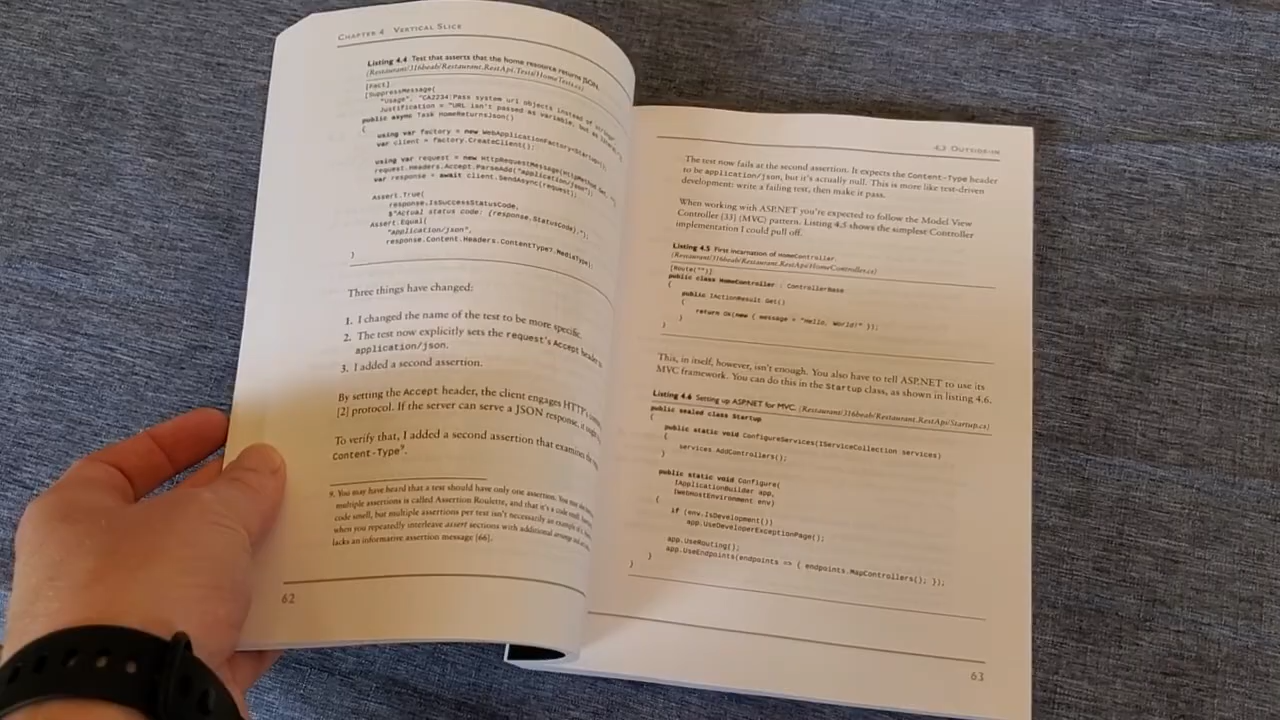 CHAPTER 4 VERTICAL SLICE
Listing 4.4 Test that asserts that the home resource returns JSON.
(Restaurant/316beab/Restaurant.RestApi.Tests/HomeTests.cs)
[Fact]
[SuppressMessage(
"Usage", "CA2234:Pass system uri objects instead of strings",
Justification = "URL isn't passed as variable, but as literal.")]
public async Task HomeReturnsJson()
{
using var factory = new WebApplicationFactory<Startup>();
var client = factory.CreateClient();
using var request = new HttpRequestMessage(HttpMethod.Get, "");
request.Headers.Accept.ParseAdd("application/json");
var response = await client.SendAsync(request);
Assert.True(
response.IsSuccessStatusCode,
$"Actual status code: {response.StatusCode}.");
Assert.Equal(
"application/json",
response.Content.Headers.ContentType?.MediaType);
}
Three things have changed:
1. I changed the name of the test to be more specific.
2. The test now explicitly sets the request's Accept header to
application/json.
3. I added a second assertion.
By setting the Accept header, the client engages HTTP's
[2] protocol. If the server can serve a JSON response, it ought
To verify that, I added a second assertion that examines the
Content-Type⁹.
9. You may have heard that a test should have only one assertion. You may
multiple assertions is called Assertion Roulette, and that it's a code smell.
code smell, but multiple assertions per test isn't necessarily an example of it.
when you repeatedly interleave assert sections with additional arrange and act
lacks an informative assertion message [66].
62
4.3 OUTSIDE-IN
The test now fails at the second assertion. It expects the Content-Type header
to be application/json, but it's actually null. This is more like test-driven
development: write a failing test, then make it pass.
When working with ASP.NET you're expected to follow the Model View
Controller [33] (MVC) pattern. Listing 4.5 shows the simplest Controller
implementation I could pull off.
Listing 4.5 First incarnation of HomeController.
(Restaurant/316beab/Restaurant.RestApi/HomeController.cs)
[Route("")]
public class HomeController : ControllerBase
{
public IActionResult Get()
{
return Ok(new { message = "Hello, World!" });
}
}
This, in itself, however, isn't enough. You also have to tell ASP.NET to use its
MVC framework. You can do this in the Startup class, as shown in listing 4.6.
Listing 4.6 Setting up ASP.NET for MVC. (Restaurant/316beab/Restaurant.RestApi/Startup.cs)
public sealed class Startup
{
public static void ConfigureServices(IServiceCollection services)
{
services.AddControllers();
}
public static void Configure(
IApplicationBuilder app,
IWebHostEnvironment env)
{
if (env.IsDevelopment())
app.UseDeveloperExceptionPage();
app.UseRouting();
app.UseEndpoints(endpoints => { endpoints.MapControllers(); });
}
}
63